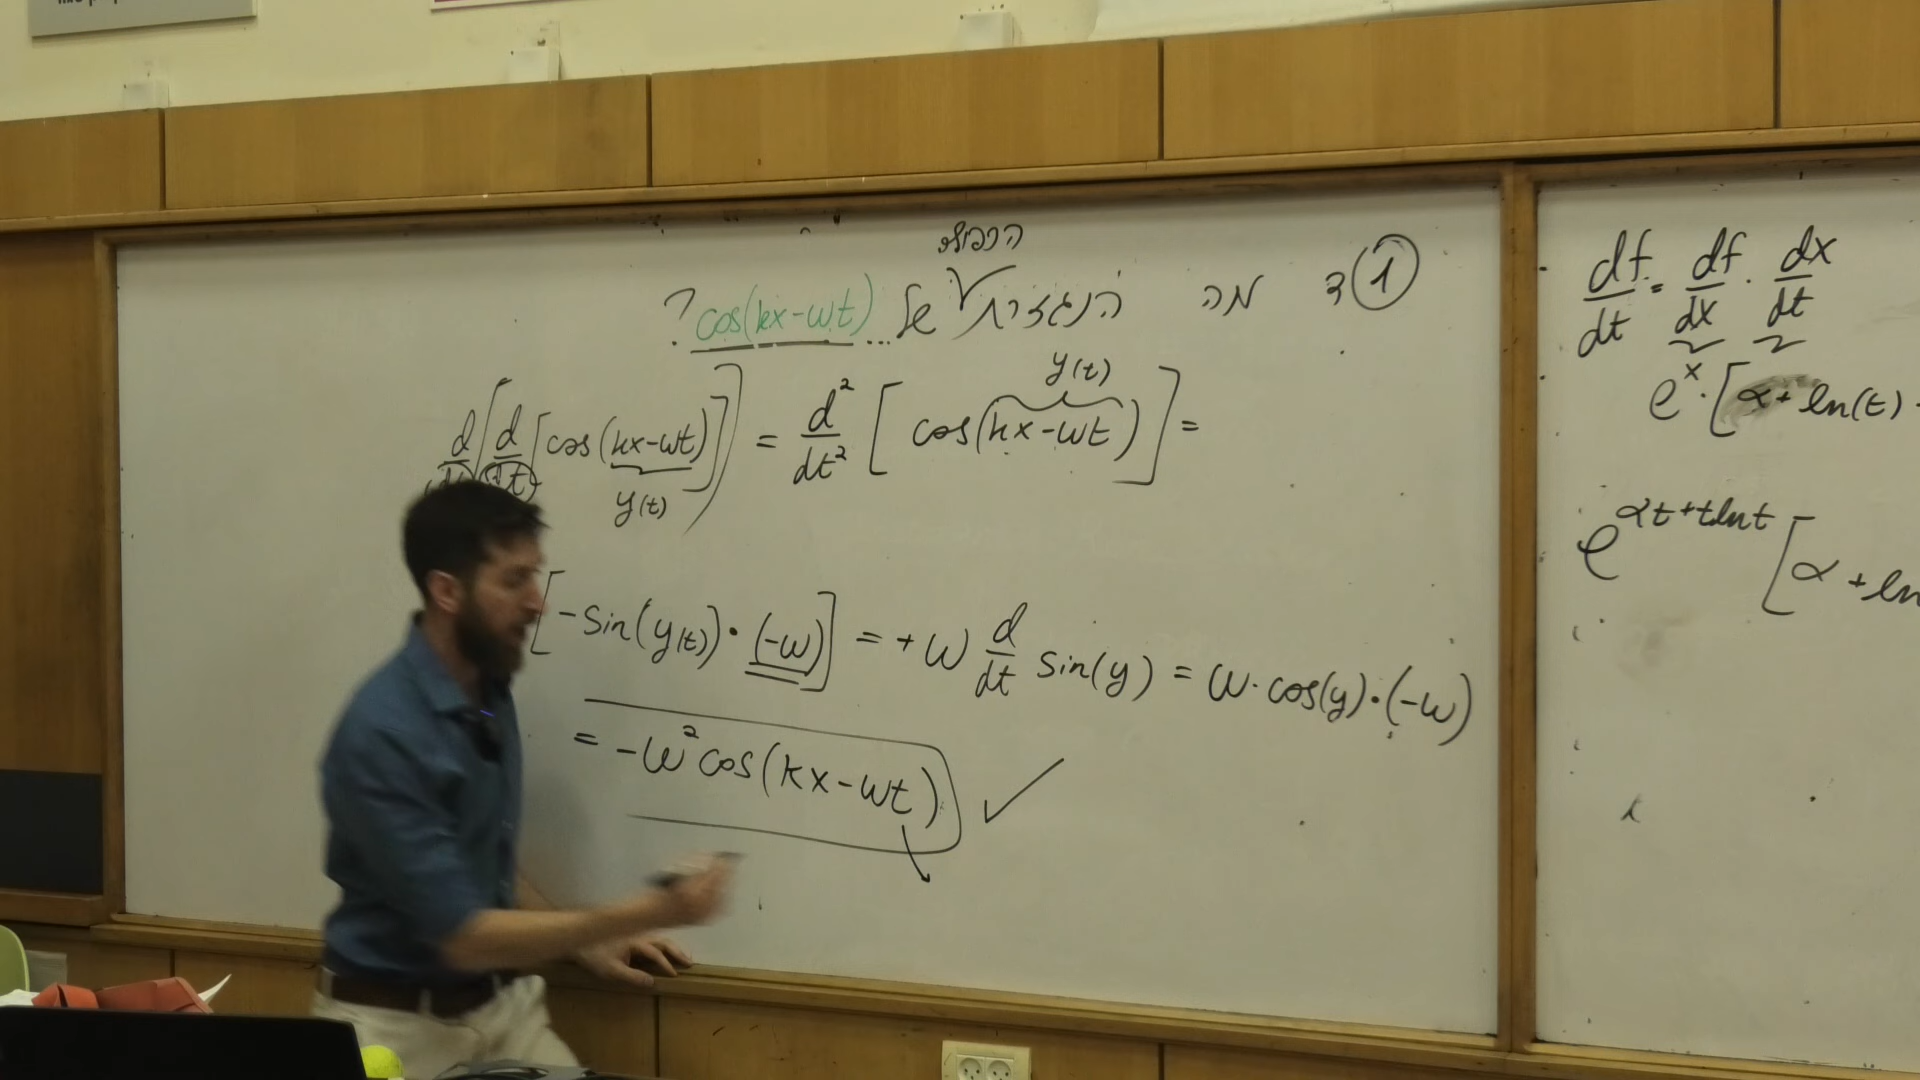 הכפולה
① ד מה הנגזרת של ... cos(kx-ωt) ?
d/dt [ d/dt [cos(kx-ωt)] ] = d²/dt² [ cos(kx-ωt) ] =
y(t)
y(t)
[ -sin(y(t)) · (-ω) ] = +ω d/dt sin(y) = ω·cos(y)·(-ω)
= -ω² cos(kx-ωt) ✓
df/dt = df/dx · dx/dt
eˣ · [α + ln(t)
e^(αt+tlnt) [α + ln